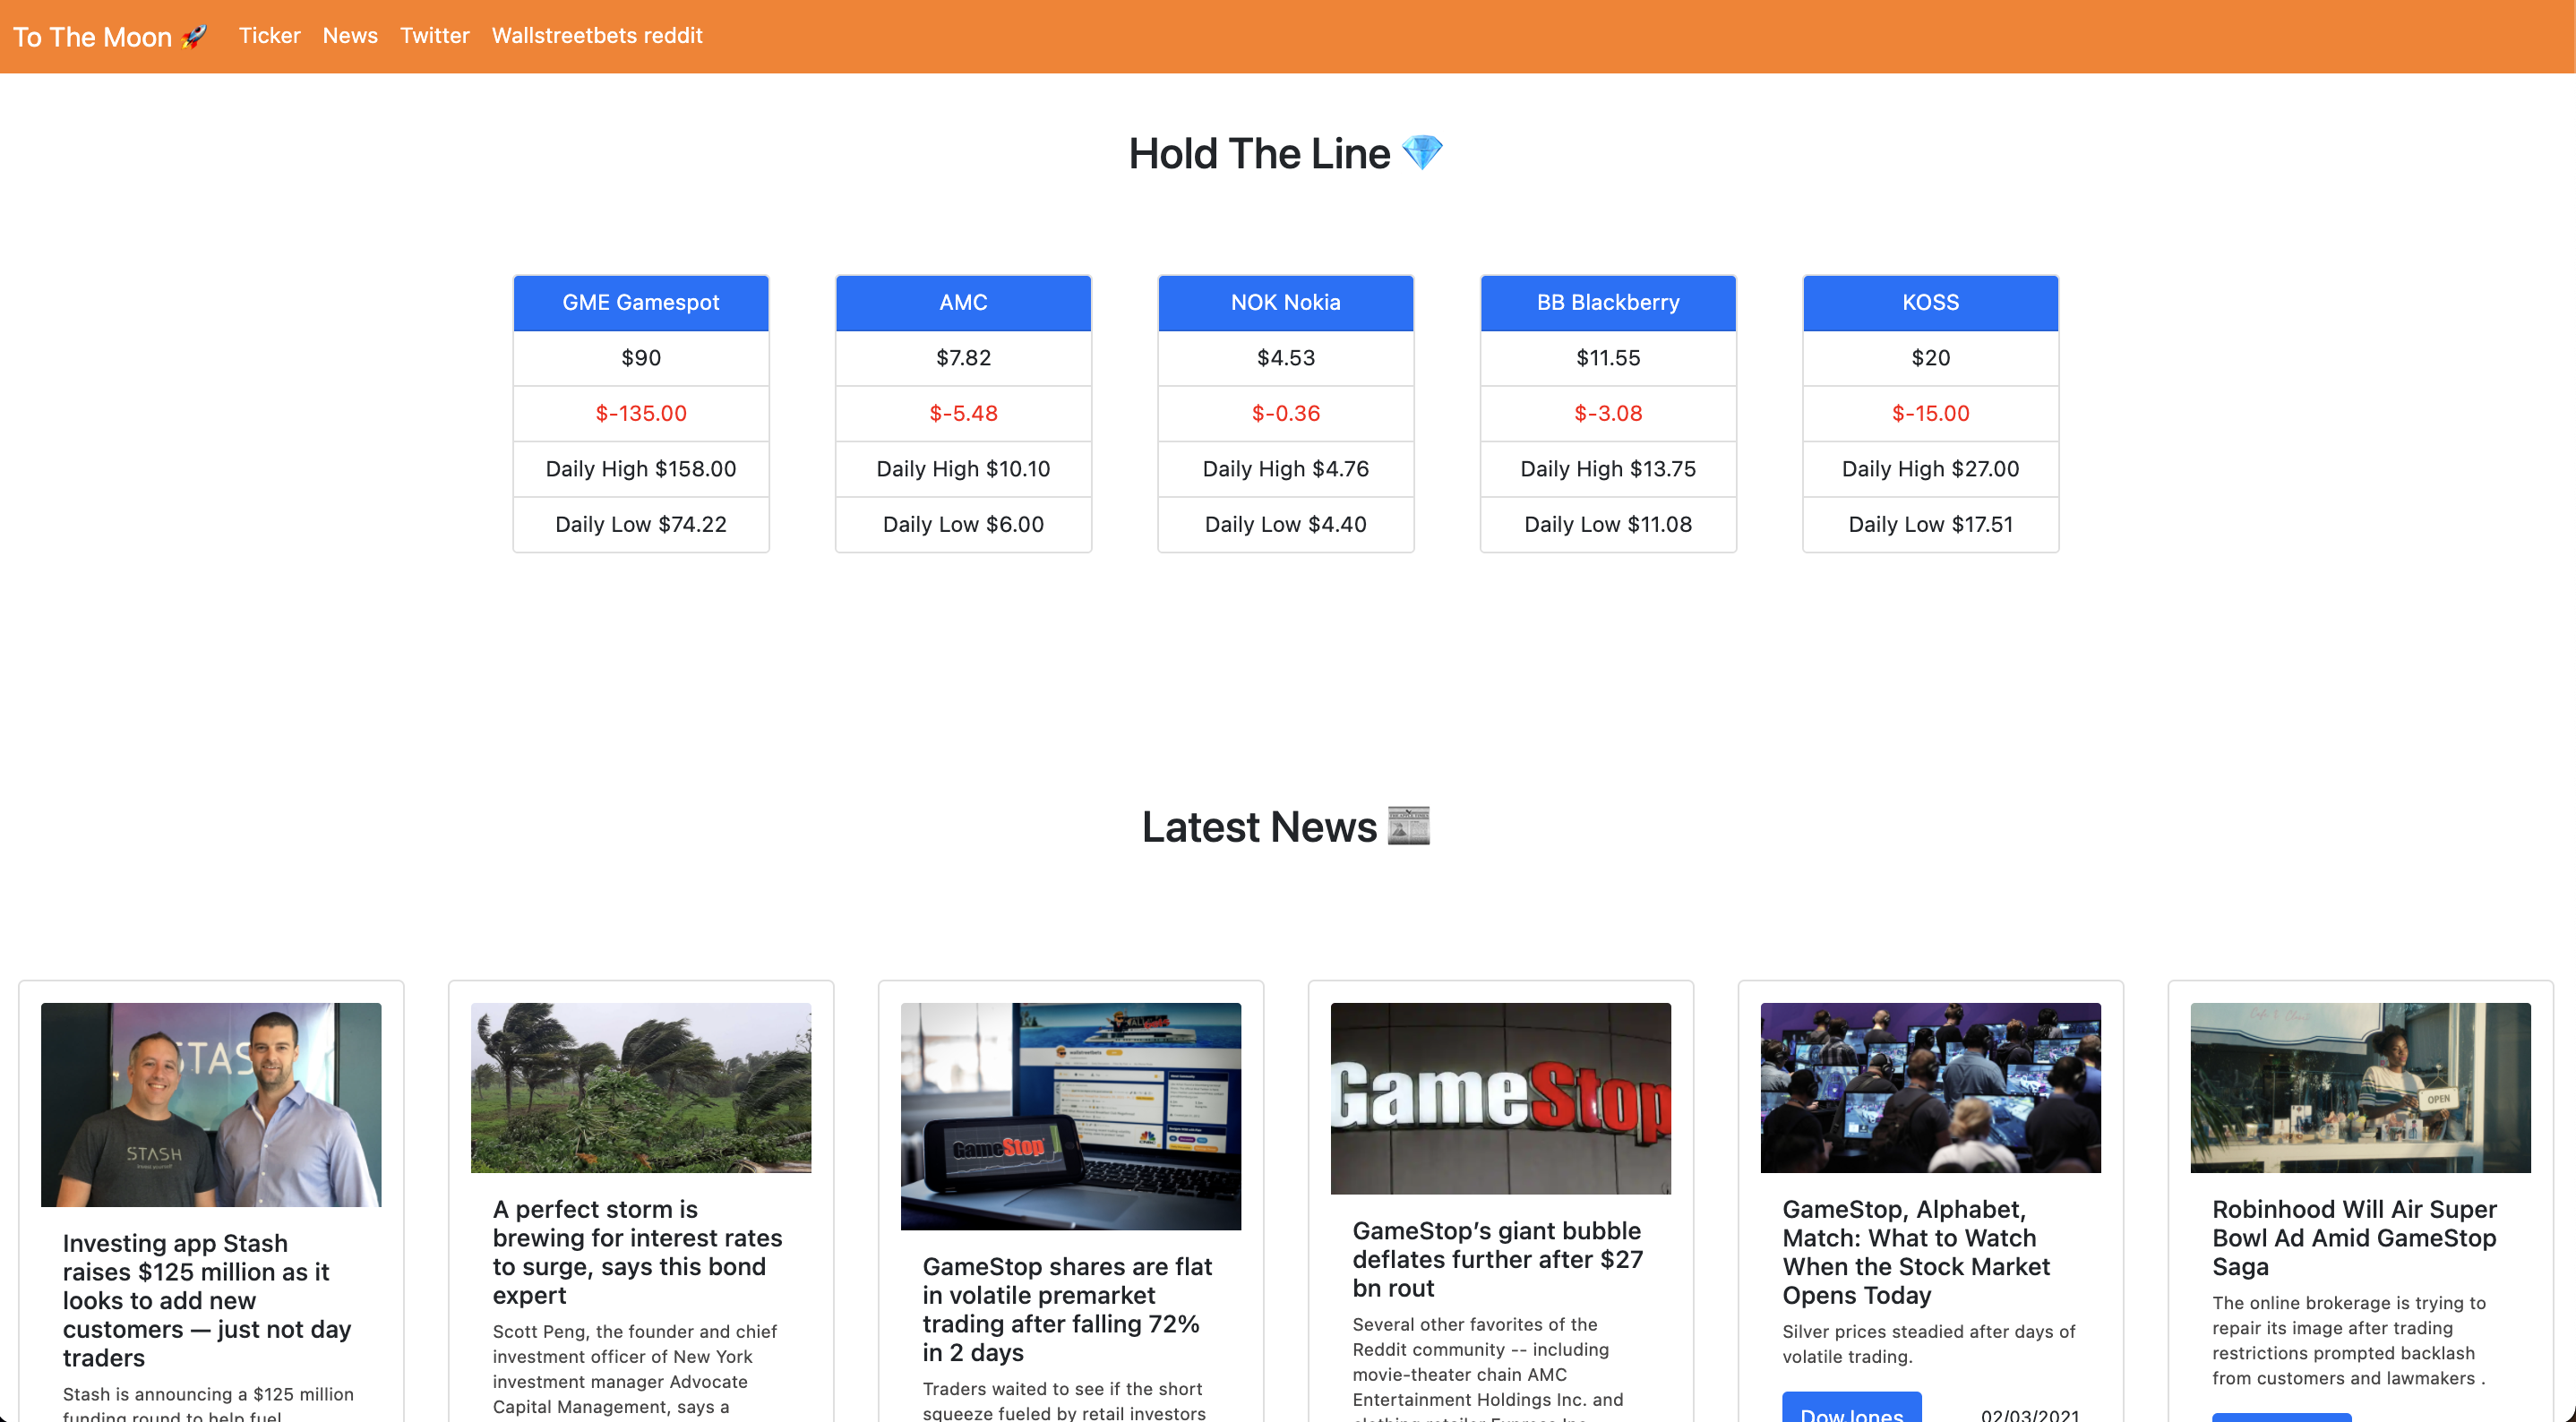 To The Moon 🚀 Ticker News Twitter Wallstreetbets reddit
Hold The Line 💎
GME Gamespot
$90
$-135.00
Daily High $158.00
Daily Low $74.22
AMC
$7.82
$-5.48
Daily High $10.10
Daily Low $6.00
NOK Nokia
$4.53
$-0.36
Daily High $4.76
Daily Low $4.40
BB Blackberry
$11.55
$-3.08
Daily High $13.75
Daily Low $11.08
KOSS
$20
$-15.00
Daily High $27.00
Daily Low $17.51
Latest News 📰
STAS
STASH
Investing app Stash
raises $125 million as it
looks to add new
customers — just not day
traders
Stash is announcing a $125 million
funding round to help fuel
A perfect storm is
brewing for interest rates
to surge, says this bond
expert
Scott Peng, the founder and chief
investment officer of New York
investment manager Advocate
Capital Management, says a
wallstreetbets
GameStop
GameStop shares are flat
in volatile premarket
trading after falling 72%
in 2 days
Traders waited to see if the short
squeeze fueled by retail investors
GameStop
GameStop’s giant bubble
deflates further after $27
bn rout
Several other favorites of the
Reddit community -- including
movie-theater chain AMC
Entertainment Holdings Inc. and
clothing retailer Express Inc
GameStop, Alphabet,
Match: What to Watch
When the Stock Market
Opens Today
Silver prices steadied after days of
volatile trading.
DowJones 02/03/2021
OPEN
Robinhood Will Air Super
Bowl Ad Amid GameStop
Saga
The online brokerage is trying to
repair its image after trading
restrictions prompted backlash
from customers and lawmakers .